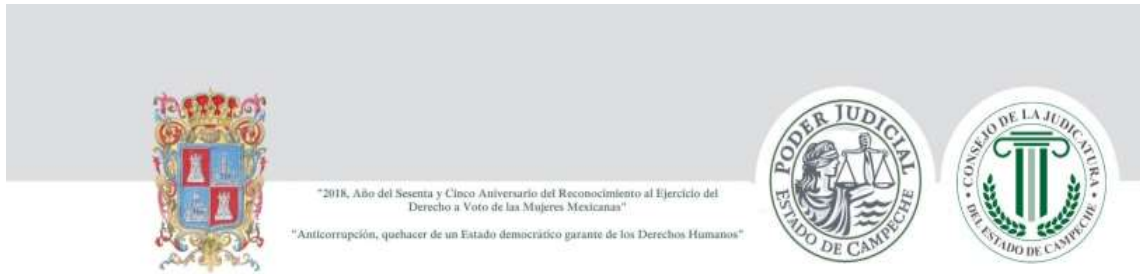 "2018, Año del Sesenta y Cinco Aniversario del Reconocimiento al Ejercicio del
Derecho a Voto de las Mujeres Mexicanas"
"Anticorrupción, quehacer de un Estado democrático garante de los Derechos Humanos"
PODER JUDICIAL
ESTADO DE CAMPECHE
CONSEJO DE LA JUDICATURA
DEL ESTADO DE CAMPECHE